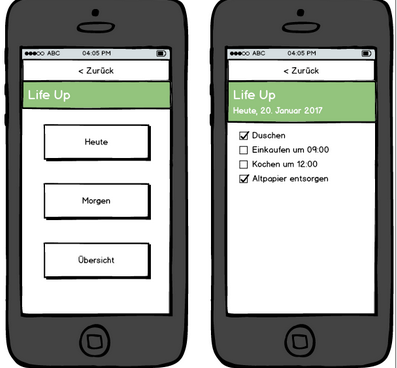 ABC 04:05 PM
< Zurück
Life Up
Heute
Morgen
Übersicht
ABC 04:05 PM
< Zurück
Life Up
Heute, 20. Januar 2017
Duschen
Einkaufen um 09:00
Kochen um 12:00
Altpapier entsorgen